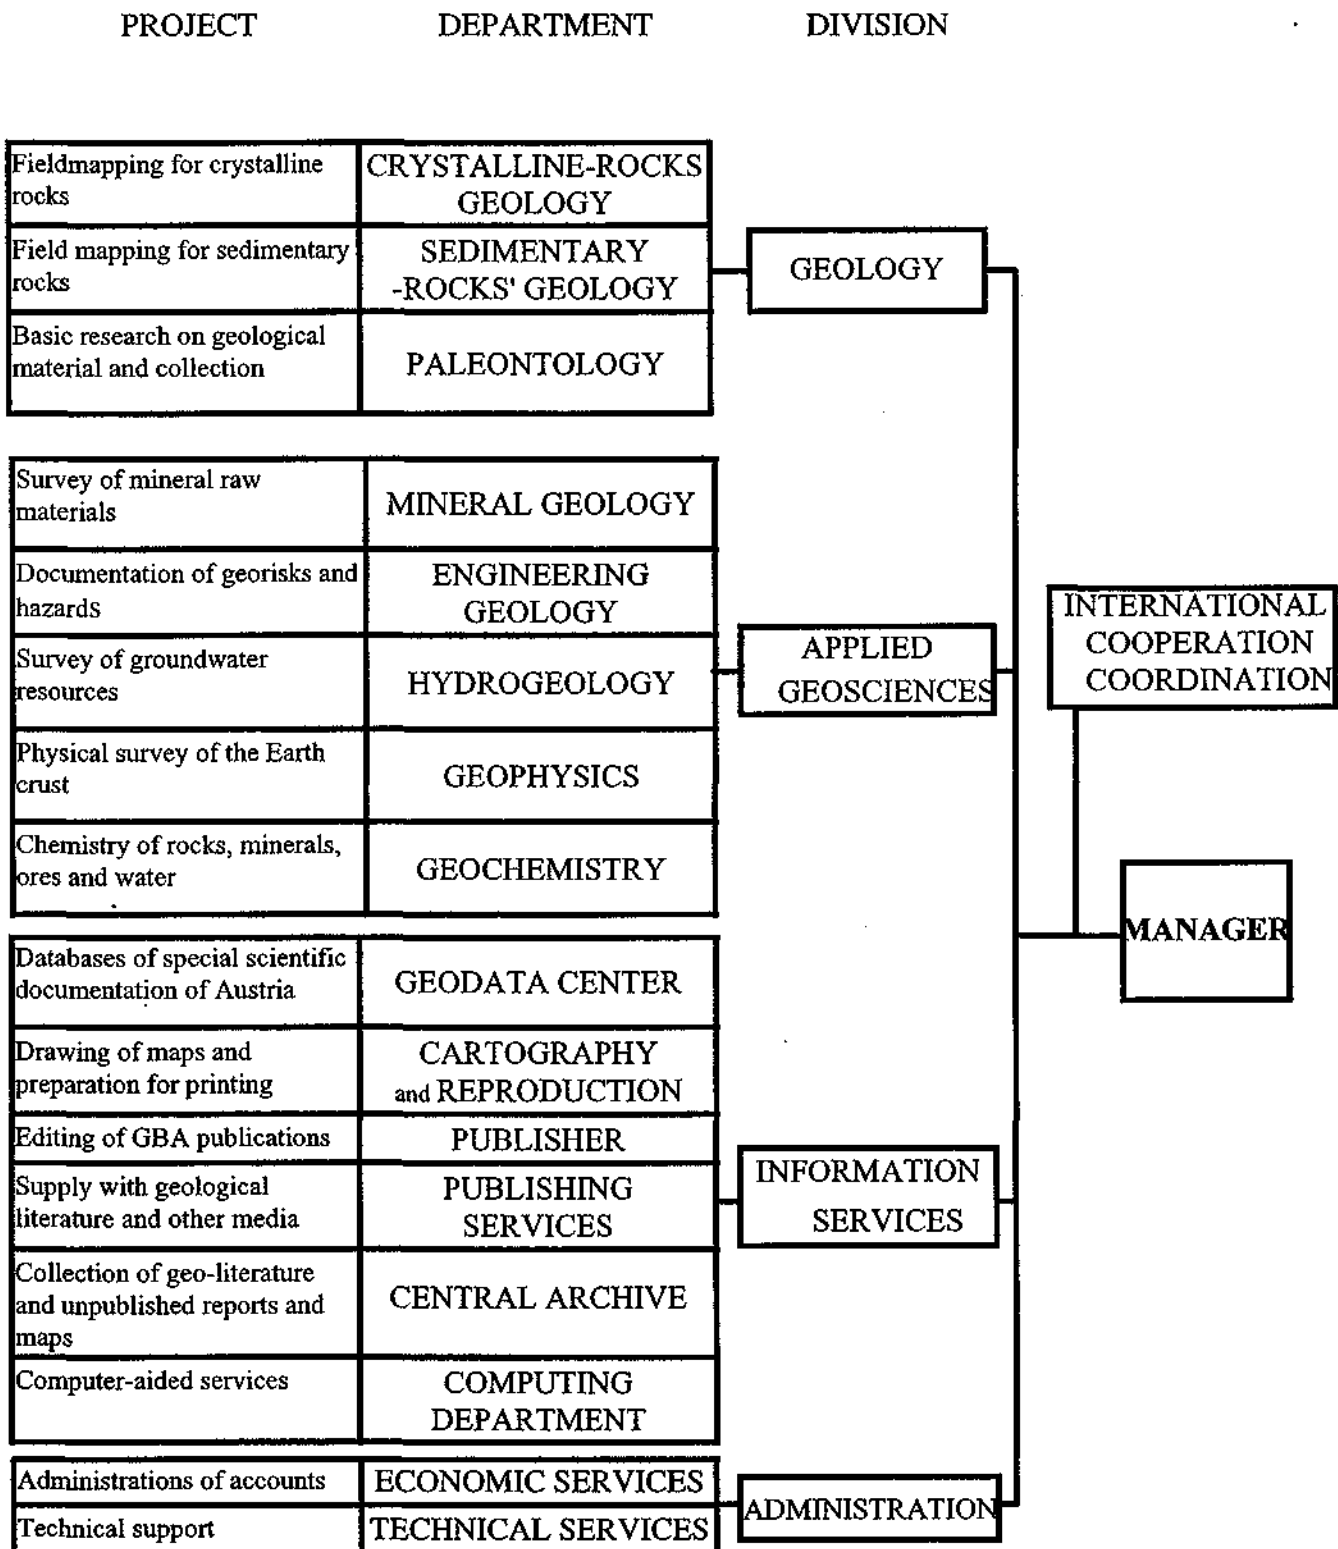 PROJECT DEPARTMENT DIVISION
Fieldmapping for crystalline
rocks
CRYSTALLINE-ROCKS
GEOLOGY
Field mapping for sedimentary
rocks
SEDIMENTARY
-ROCKS' GEOLOGY
Basic research on geological
material and collection
PALEONTOLOGY
GEOLOGY
Survey of mineral raw
materials
MINERAL GEOLOGY
Documentation of georisks and
hazards
ENGINEERING
GEOLOGY
Survey of groundwater
resources
HYDROGEOLOGY
Physical survey of the Earth
crust
GEOPHYSICS
Chemistry of rocks, minerals,
ores and water
GEOCHEMISTRY
APPLIED
GEOSCIENCES
Databases of special scientific
documentation of Austria
GEODATA CENTER
Drawing of maps and
preparation for printing
CARTOGRAPHY
and REPRODUCTION
Editing of GBA publications
PUBLISHER
Supply with geological
literature and other media
PUBLISHING
SERVICES
Collection of geo-literature
and unpublished reports and
maps
CENTRAL ARCHIVE
Computer-aided services
COMPUTING
DEPARTMENT
INFORMATION
SERVICES
Administrations of accounts
ECONOMIC SERVICES
Technical support
TECHNICAL SERVICES
ADMINISTRATION
INTERNATIONAL
COOPERATION
COORDINATION
MANAGER